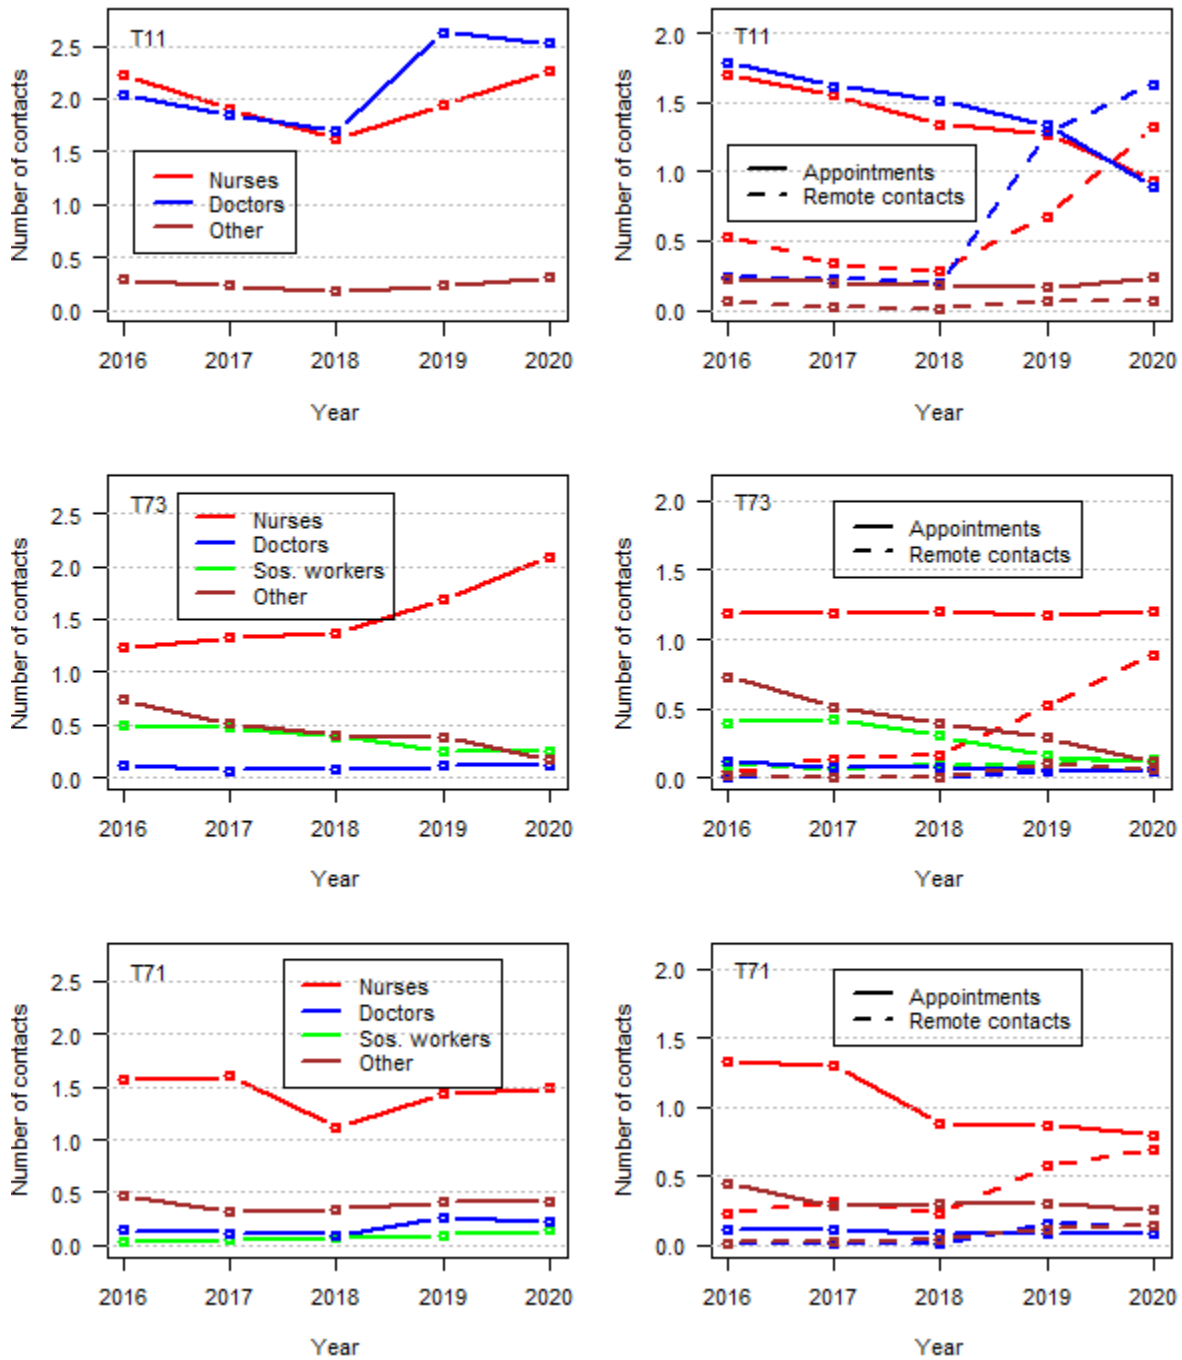 T11
Number of contacts
2.5
2.0
1.5
1.0
0.5
0.0
Nurses
Doctors
Other
2016 2017 2018 2019 2020
Year
T11
Number of contacts
2.0
1.5
1.0
0.5
0.0
Appointments
Remote contacts
2016 2017 2018 2019 2020
Year
T73
Number of contacts
2.5
2.0
1.5
1.0
0.5
0.0
Nurses
Doctors
Sos. workers
Other
2016 2017 2018 2019 2020
Year
T73
Number of contacts
2.0
1.5
1.0
0.5
0.0
Appointments
Remote contacts
2016 2017 2018 2019 2020
Year
T71
Number of contacts
2.5
2.0
1.5
1.0
0.5
0.0
Nurses
Doctors
Sos. workers
Other
2016 2017 2018 2019 2020
Year
T71
Number of contacts
2.0
1.5
1.0
0.5
0.0
Appointments
Remote contacts
2016 2017 2018 2019 2020
Year